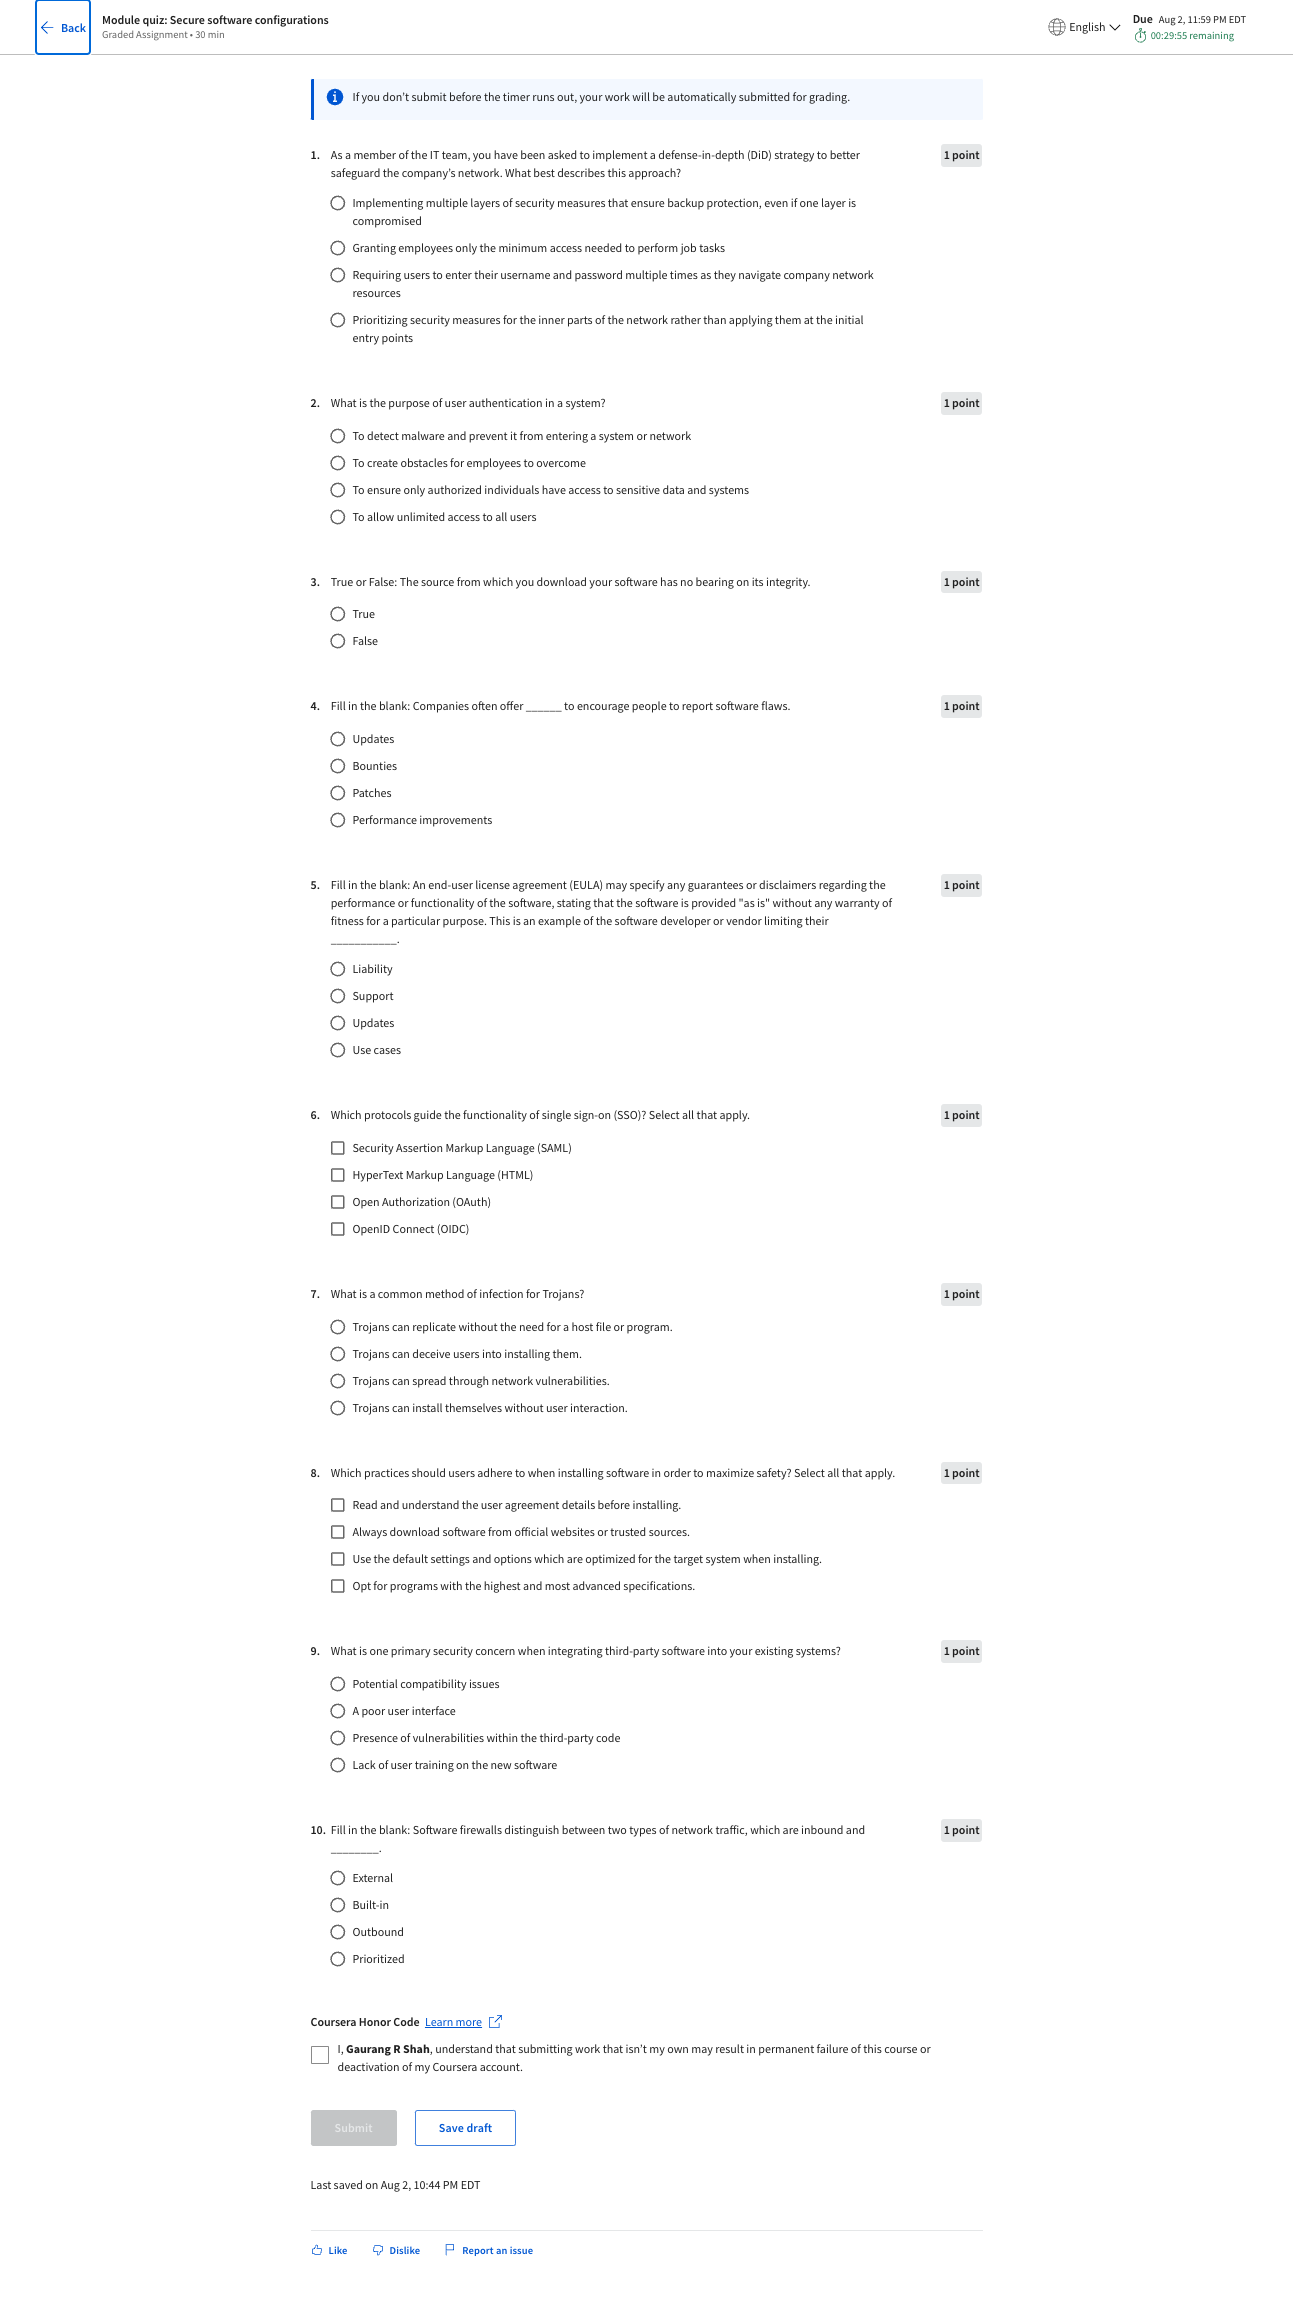 Back
Module quiz: Secure software configurations
Graded Assignment • 30 min
English
Due Aug 2, 11:59 PM EDT
00:29:55 remaining
If you don't submit before the timer runs out, your work will be automatically submitted for grading.
1. As a member of the IT team, you have been asked to implement a defense-in-depth (DiD) strategy to better
safeguard the company's network. What best describes this approach?
1 point
Implementing multiple layers of security measures that ensure backup protection, even if one layer is
compromised
Granting employees only the minimum access needed to perform job tasks
Requiring users to enter their username and password multiple times as they navigate company network
resources
Prioritizing security measures for the inner parts of the network rather than applying them at the initial
entry points
2. What is the purpose of user authentication in a system?
1 point
To detect malware and prevent it from entering a system or network
To create obstacles for employees to overcome
To ensure only authorized individuals have access to sensitive data and systems
To allow unlimited access to all users
3. True or False: The source from which you download your software has no bearing on its integrity.
1 point
True
False
4. Fill in the blank: Companies often offer ______ to encourage people to report software flaws.
1 point
Updates
Bounties
Patches
Performance improvements
5. Fill in the blank: An end-user license agreement (EULA) may specify any guarantees or disclaimers regarding the
performance or functionality of the software, stating that the software is provided "as is" without any warranty of
fitness for a particular purpose. This is an example of the software developer or vendor limiting their
___________.
1 point
Liability
Support
Updates
Use cases
6. Which protocols guide the functionality of single sign-on (SSO)? Select all that apply.
1 point
Security Assertion Markup Language (SAML)
HyperText Markup Language (HTML)
Open Authorization (OAuth)
OpenID Connect (OIDC)
7. What is a common method of infection for Trojans?
1 point
Trojans can replicate without the need for a host file or program.
Trojans can deceive users into installing them.
Trojans can spread through network vulnerabilities.
Trojans can install themselves without user interaction.
8. Which practices should users adhere to when installing software in order to maximize safety? Select all that apply.
1 point
Read and understand the user agreement details before installing.
Always download software from official websites or trusted sources.
Use the default settings and options which are optimized for the target system when installing.
Opt for programs with the highest and most advanced specifications.
9. What is one primary security concern when integrating third-party software into your existing systems?
1 point
Potential compatibility issues
A poor user interface
Presence of vulnerabilities within the third-party code
Lack of user training on the new software
10. Fill in the blank: Software firewalls distinguish between two types of network traffic, which are inbound and
________.
1 point
External
Built-in
Outbound
Prioritized
Coursera Honor Code Learn more
I, Gaurang R Shah, understand that submitting work that isn't my own may result in permanent failure of this course or
deactivation of my Coursera account.
Submit
Save draft
Last saved on Aug 2, 10:44 PM EDT
Like
Dislike
Report an issue